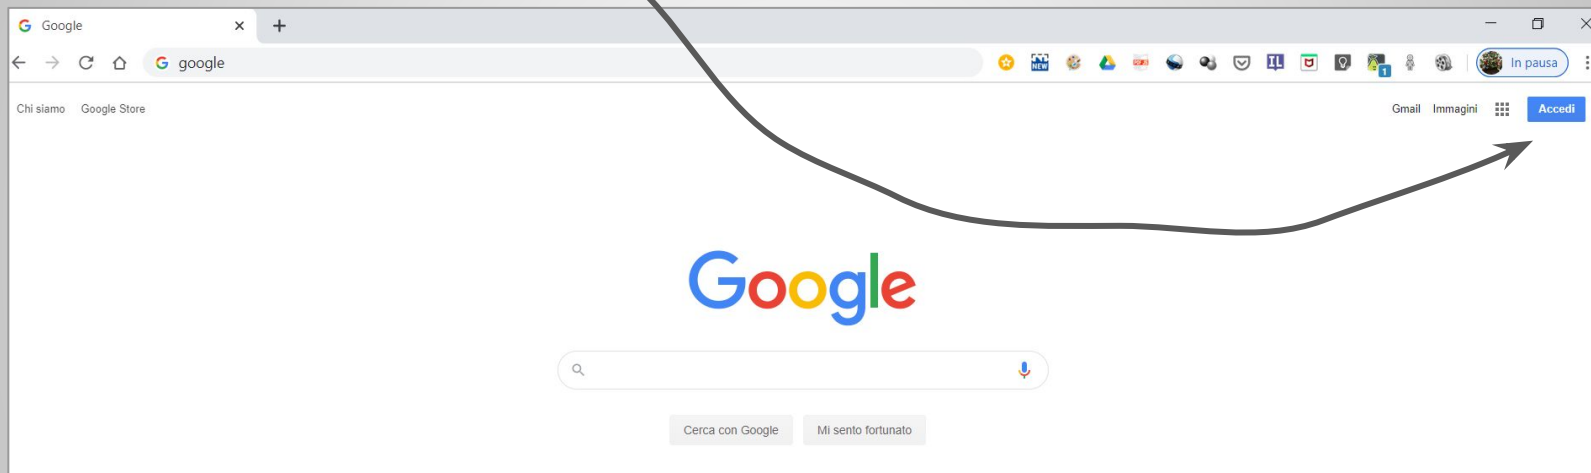 Google
google
In pausa
Chi siamo Google Store
Gmail Immagini Accedi
Google
Cerca con Google Mi sento fortunato